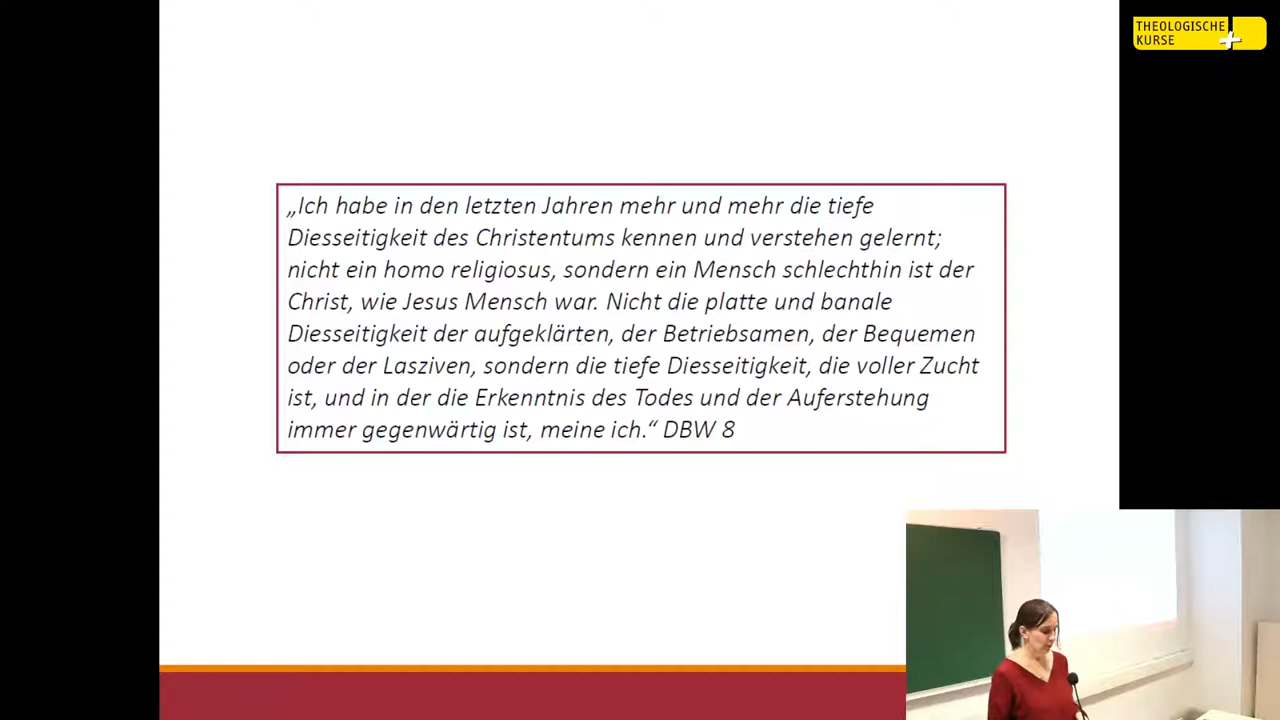 THEOLOGISCHE
KURSE
„Ich habe in den letzten Jahren mehr und mehr die tiefe
Diesseitigkeit des Christentums kennen und verstehen gelernt;
nicht ein homo religiosus, sondern ein Mensch schlechthin ist der
Christ, wie Jesus Mensch war. Nicht die platte und banale
Diesseitigkeit der aufgeklärten, der Betriebsamen, der Bequemen
oder der Lasziven, sondern die tiefe Diesseitigkeit, die voller Zucht
ist, und in der die Erkenntnis des Todes und der Auferstehung
immer gegenwärtig ist, meine ich.“ DBW 8